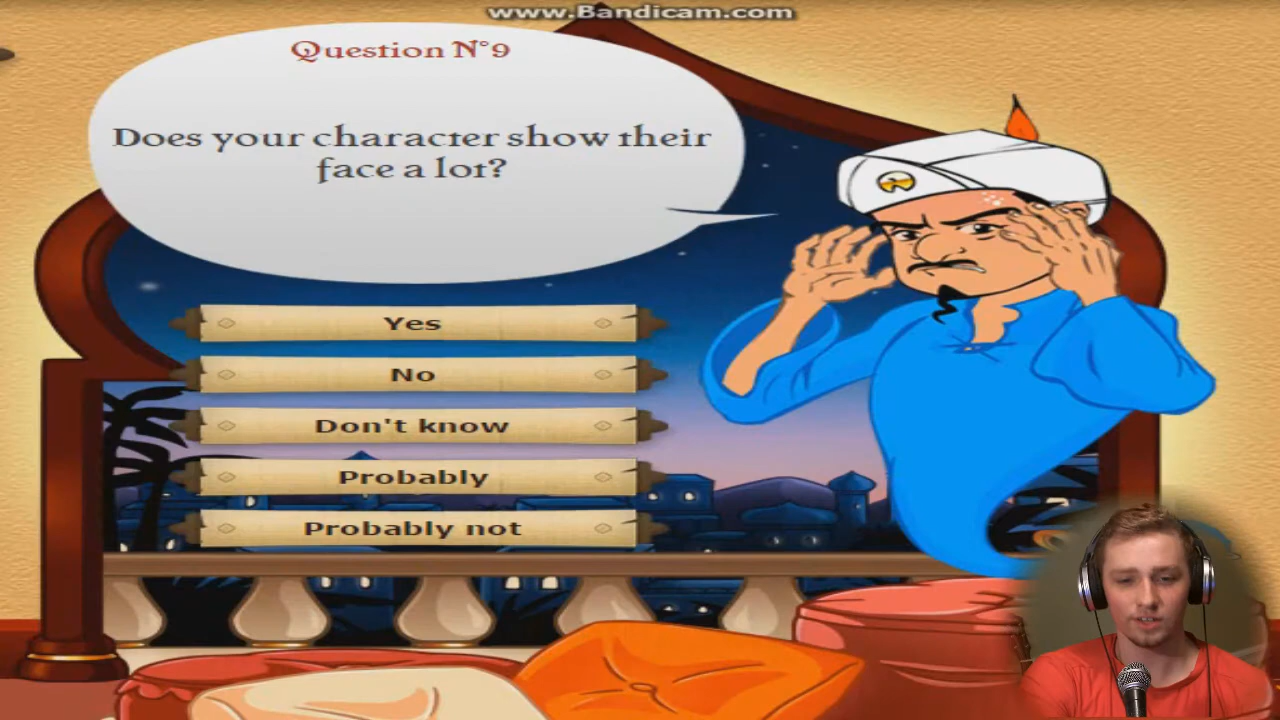 www.Bandicam.com
Question N°9
Does your character show their
face a lot?
Yes
No
Don't know
Probably
Probably not